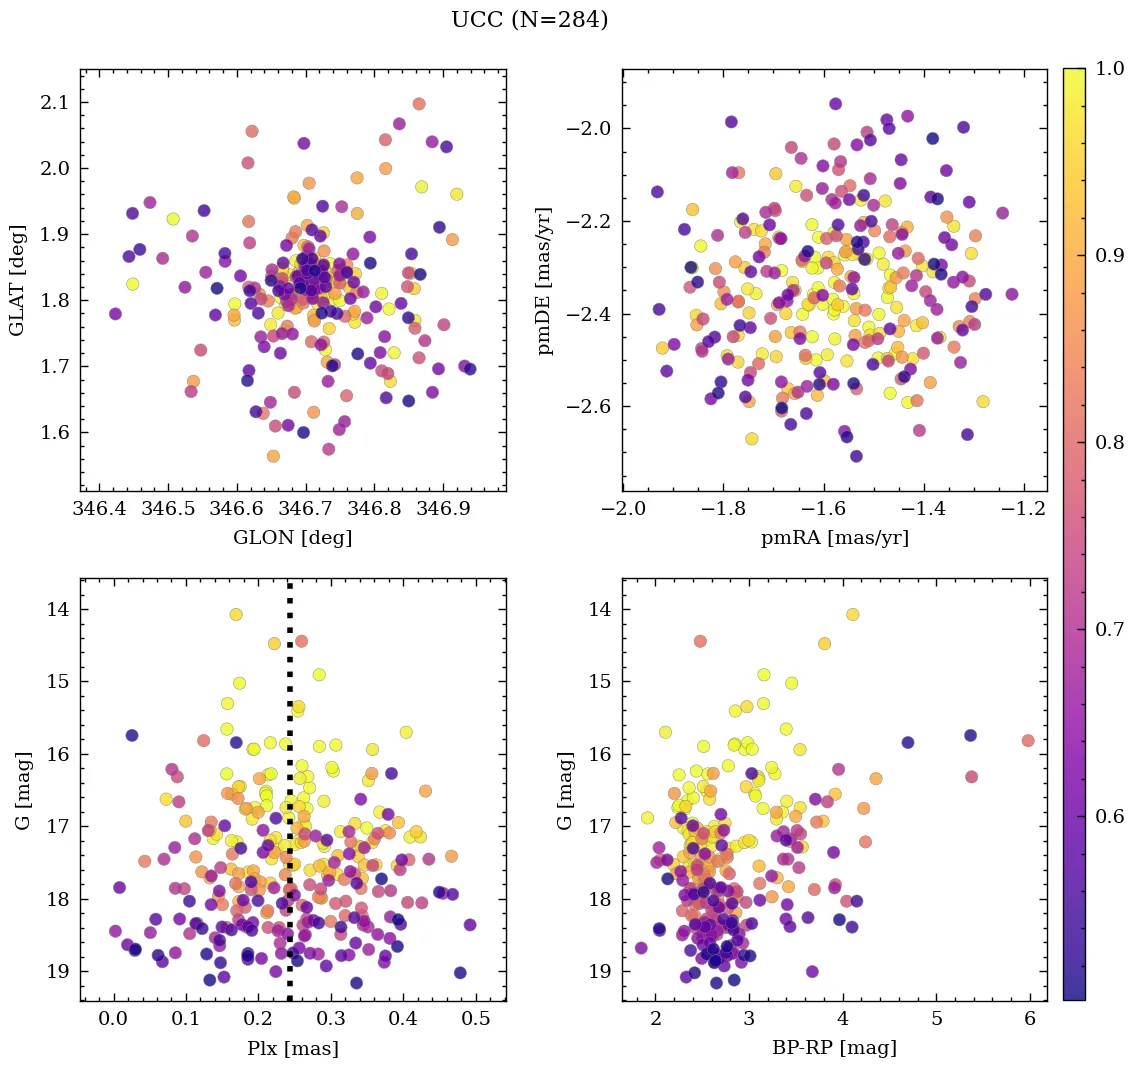 UCC (N=284)
2.1
2.0
1.9
1.8
1.7
1.6
GLAT [deg]
346.4 346.5 346.6 346.7 346.8 346.9
GLON [deg]
−2.0
−2.2
−2.4
−2.6
pmDE [mas/yr]
−2.0 −1.8 −1.6 −1.4 −1.2
pmRA [mas/yr]
1.0
0.9
0.8
0.7
0.6
14
15
16
17
18
19
G [mag]
0.0 0.1 0.2 0.3 0.4 0.5
Plx [mas]
14
15
16
17
18
19
G [mag]
2 3 4 5 6
BP-RP [mag]